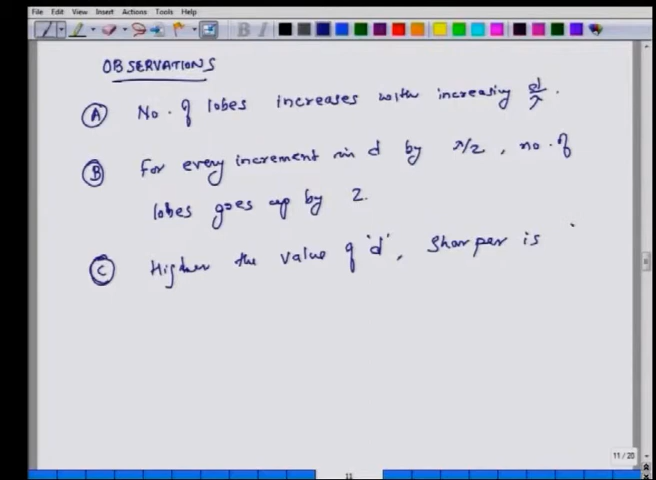 File Edit View Insert Actions Tools Help
OBSERVATIONS
A No. of lobes increases with increasing d/λ.
B For every increment in d by λ/2, no. of
lobes goes up by 2.
C Higher the value of 'd', sharper is
11 / 20
11